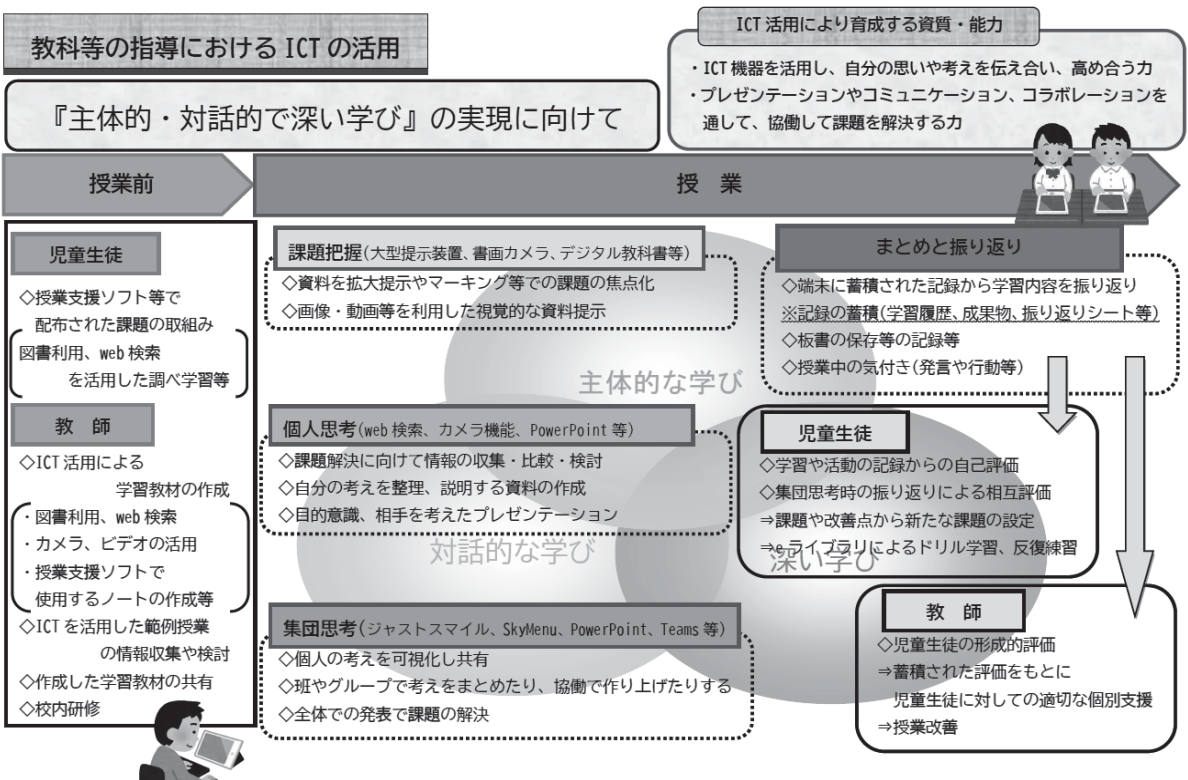 教科等の指導における ICT の活用
『主体的・対話的で深い学び』の実現に向けて
ICT 活用により育成する資質・能力
・ICT 機器を活用し、自分の思いや考えを伝え合い、高め合う力
・プレゼンテーションやコミュニケーション、コラボレーションを
通して、協働して課題を解決する力
授業前
授 業
児童生徒
◇授業支援ソフト等で
配布された課題の取組み
図書利用、web 検索
を活用した調べ学習等
教 師
◇ICT 活用による
学習教材の作成
・図書利用、web 検索
・カメラ、ビデオの活用
・授業支援ソフトで
使用するノートの作成等
◇ICT を活用した範例授業
の情報収集や検討
◇作成した学習教材の共有
◇校内研修
課題把握(大型提示装置、書画カメラ、デジタル教科書等)
◇資料を拡大提示やマーキング等での課題の焦点化
◇画像・動画等を利用した視覚的な資料提示
主体的な学び
個人思考(web 検索、カメラ機能、PowerPoint 等)
◇課題解決に向けて情報の収集・比較・検討
◇自分の考えを整理、説明する資料の作成
◇目的意識、相手を考えたプレゼンテーション
対話的な学び
深い学び
集団思考(ジャストスマイル、SkyMenu、PowerPoint、Teams 等)
◇個人の考えを可視化し共有
◇班やグループで考えをまとめたり、協働で作り上げたりする
◇全体での発表で課題の解決
まとめと振り返り
◇端末に蓄積された記録から学習内容を振り返り
※記録の蓄積(学習履歴、成果物、振り返りシート等)
◇板書の保存等の記録等
◇授業中の気付き(発言や行動等)
児童生徒
◇学習や活動の記録からの自己評価
◇集団思考時の振り返りによる相互評価
⇒課題や改善点から新たな課題の設定
⇒e ライブラリによるドリル学習、反復練習
教 師
◇児童生徒の形成的評価
⇒蓄積された評価をもとに
児童生徒に対しての適切な個別支援
⇒授業改善